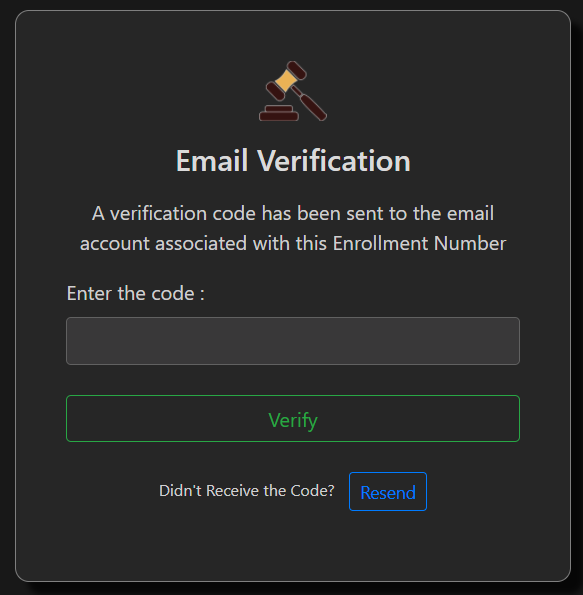 Email Verification
A verification code has been sent to the email
account associated with this Enrollment Number
Enter the code :
Verify
Didn't Receive the Code? Resend